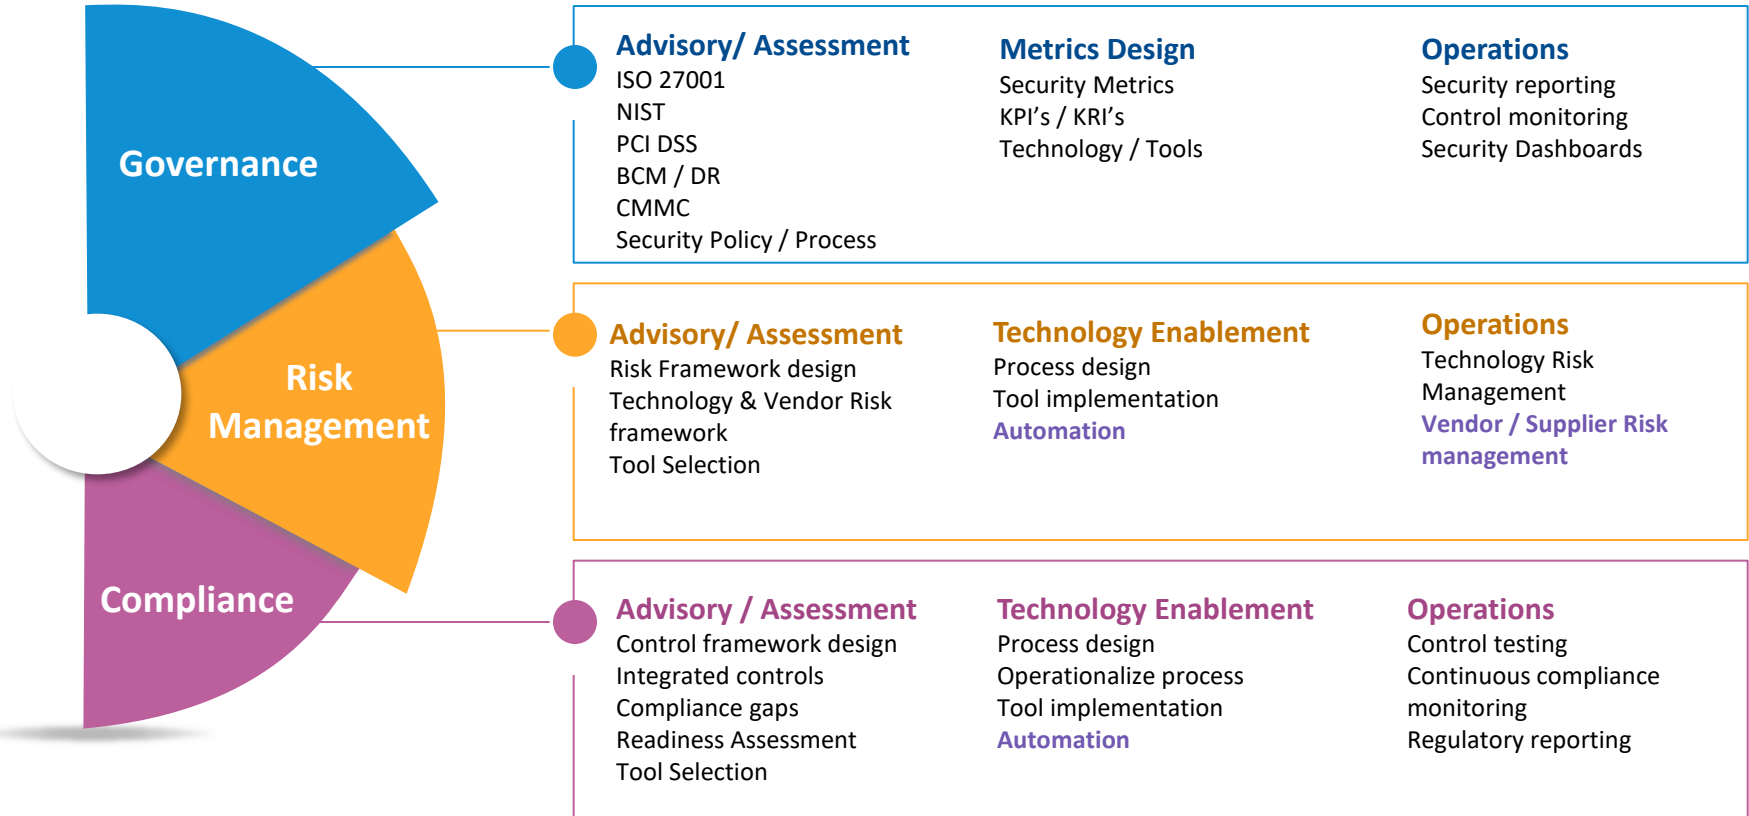 Governance
Advisory/ Assessment
ISO 27001
NIST
PCI DSS
BCM / DR
CMMC
Security Policy / Process
Metrics Design
Security Metrics
KPI’s / KRI’s
Technology / Tools
Operations
Security reporting
Control monitoring
Security Dashboards
Risk
Management
Advisory/ Assessment
Risk Framework design
Technology & Vendor Risk
framework
Tool Selection
Technology Enablement
Process design
Tool implementation
Automation
Operations
Technology Risk
Management
Vendor / Supplier Risk
management
Compliance
Advisory / Assessment
Control framework design
Integrated controls
Compliance gaps
Readiness Assessment
Tool Selection
Technology Enablement
Process design
Operationalize process
Tool implementation
Automation
Operations
Control testing
Continuous compliance
monitoring
Regulatory reporting